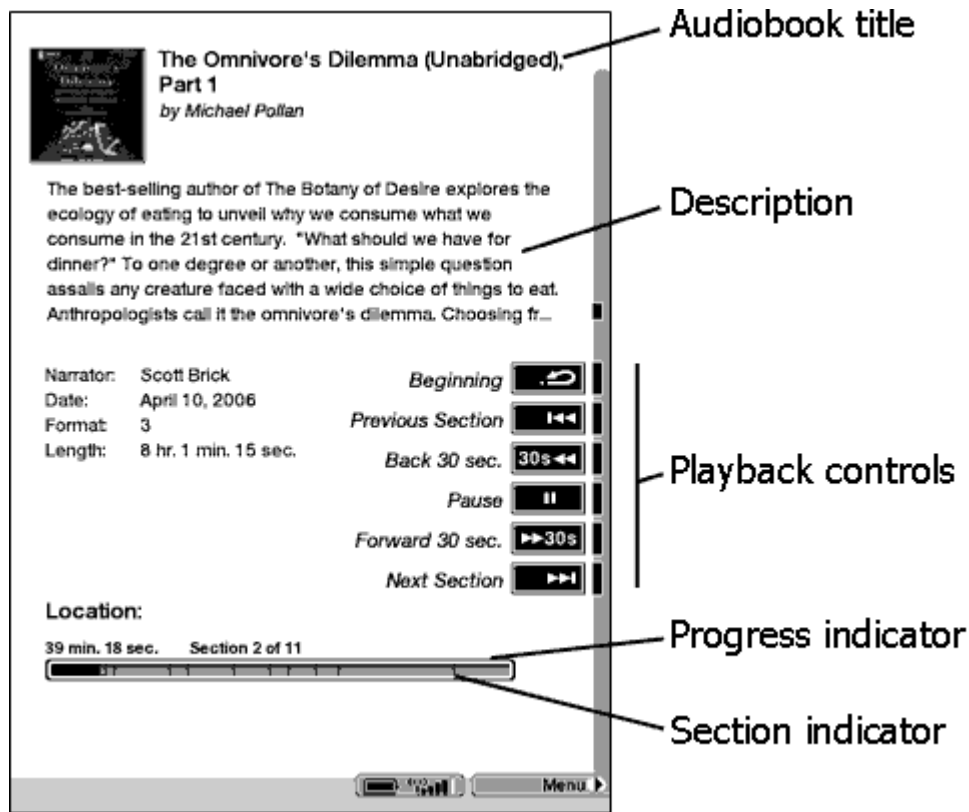 Audiobook title
The Omnivore's Dilemma (Unabridged),
Part 1
by Michael Pollan
The best-selling author of The Botany of Desire explores the
ecology of eating to unveil why we consume what we
consume in the 21st century. "What should we have for
dinner?" To one degree or another, this simple question
assails any creature faced with a wide choice of things to eat.
Anthropologists call it the omnivore's dilemma. Choosing fr...
Description
Narrator: Scott Brick
Date: April 10, 2006
Format: 3
Length: 8 hr. 1 min. 15 sec.
Beginning
Previous Section
Back 30 sec. 30s
Pause
Forward 30 sec. 30s
Next Section
Playback controls
Location:
39 min. 18 sec. Section 2 of 11
Progress indicator
Section indicator
Menu